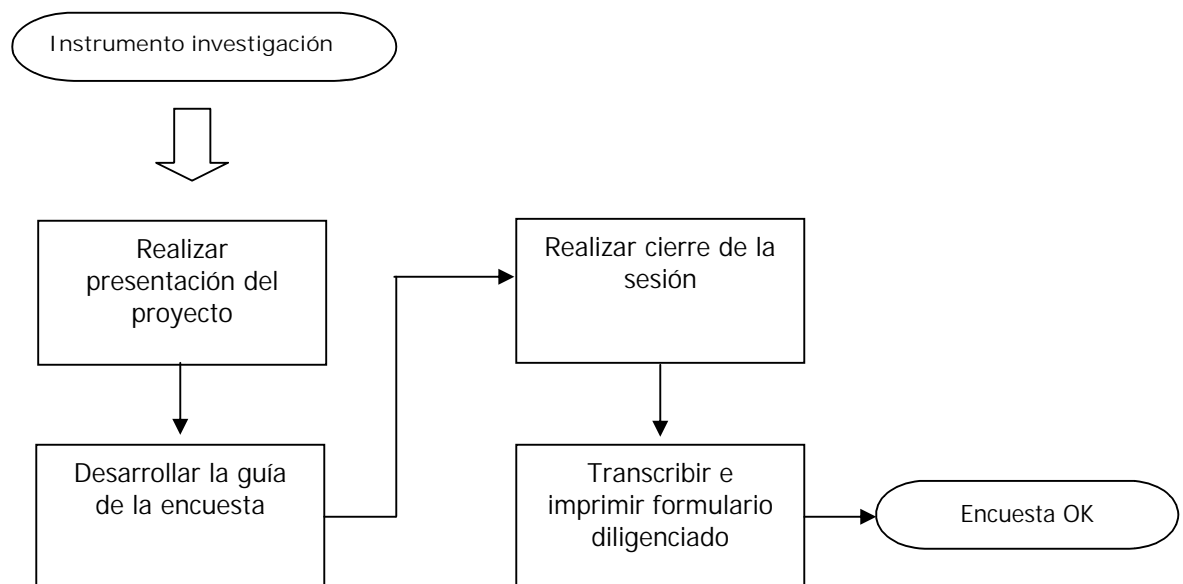 Instrumento investigación
Realizar
presentación del
proyecto
Desarrollar la guía
de la encuesta
Realizar cierre de la
sesión
Transcribir e
imprimir formulario
diligenciado
Encuesta OK